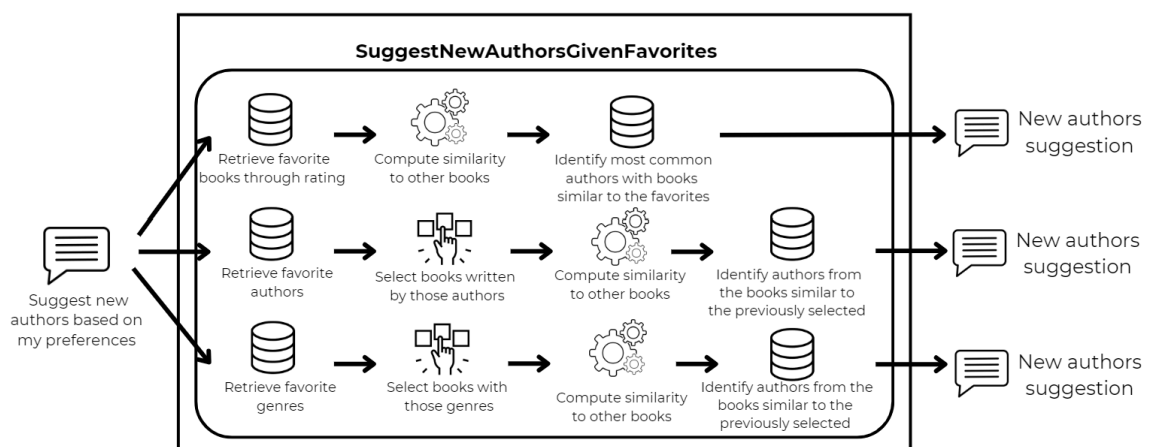 SuggestNewAuthorsGivenFavorites
Retrieve favorite
books through rating
Compute similarity
to other books
Identify most common
authors with books
similar to the favorites
New authors
suggestion
Suggest new
authors based on
my preferences
Retrieve favorite
authors
Select books written
by those authors
Compute similarity
to other books
Identify authors from
the books similar to
the previously selected
New authors
suggestion
Retrieve favorite
genres
Select books with
those genres
Compute similarity
to other books
Identify authors from the
books similar to the
previously selected
New authors
suggestion